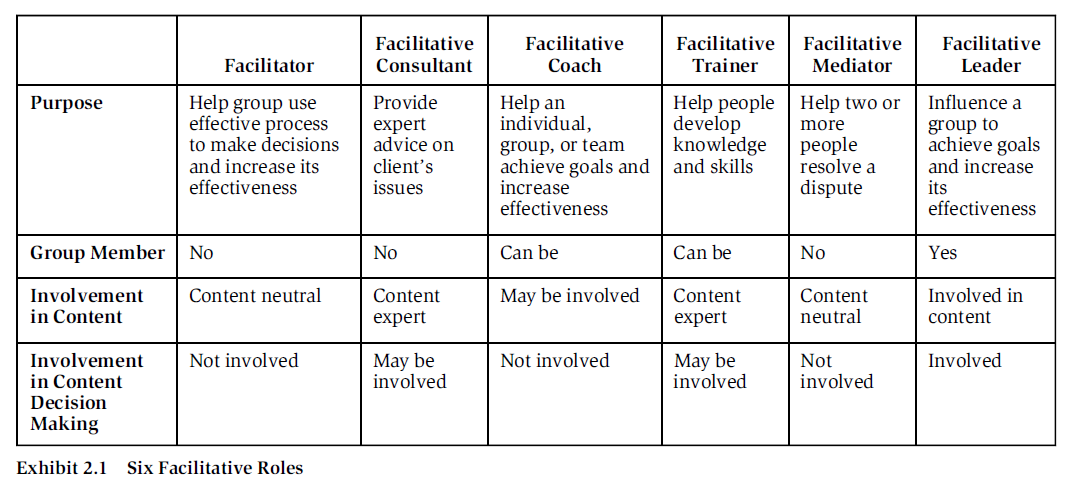 Facilitator
Facilitative
Consultant
Facilitative
Coach
Facilitative
Trainer
Facilitative
Mediator
Facilitative
Leader
Purpose
Help group use
effective process
to make decisions
and increase its
effectiveness
Provide
expert
advice on
client's
issues
Help an
individual,
group, or team
achieve goals and
increase
effectiveness
Help people
develop
knowledge
and skills
Help two or
more
people
resolve a
dispute
Influence a
group to
achieve goals
and increase
its
effectiveness
Group Member
No
No
Can be
Can be
No
Yes
Involvement
in Content
Content neutral
Content
expert
May be involved
Content
expert
Content
neutral
Involved in
content
Involvement
in Content
Decision
Making
Not involved
May be
involved
Not involved
May be
involved
Not
involved
Involved
Exhibit 2.1 Six Facilitative Roles